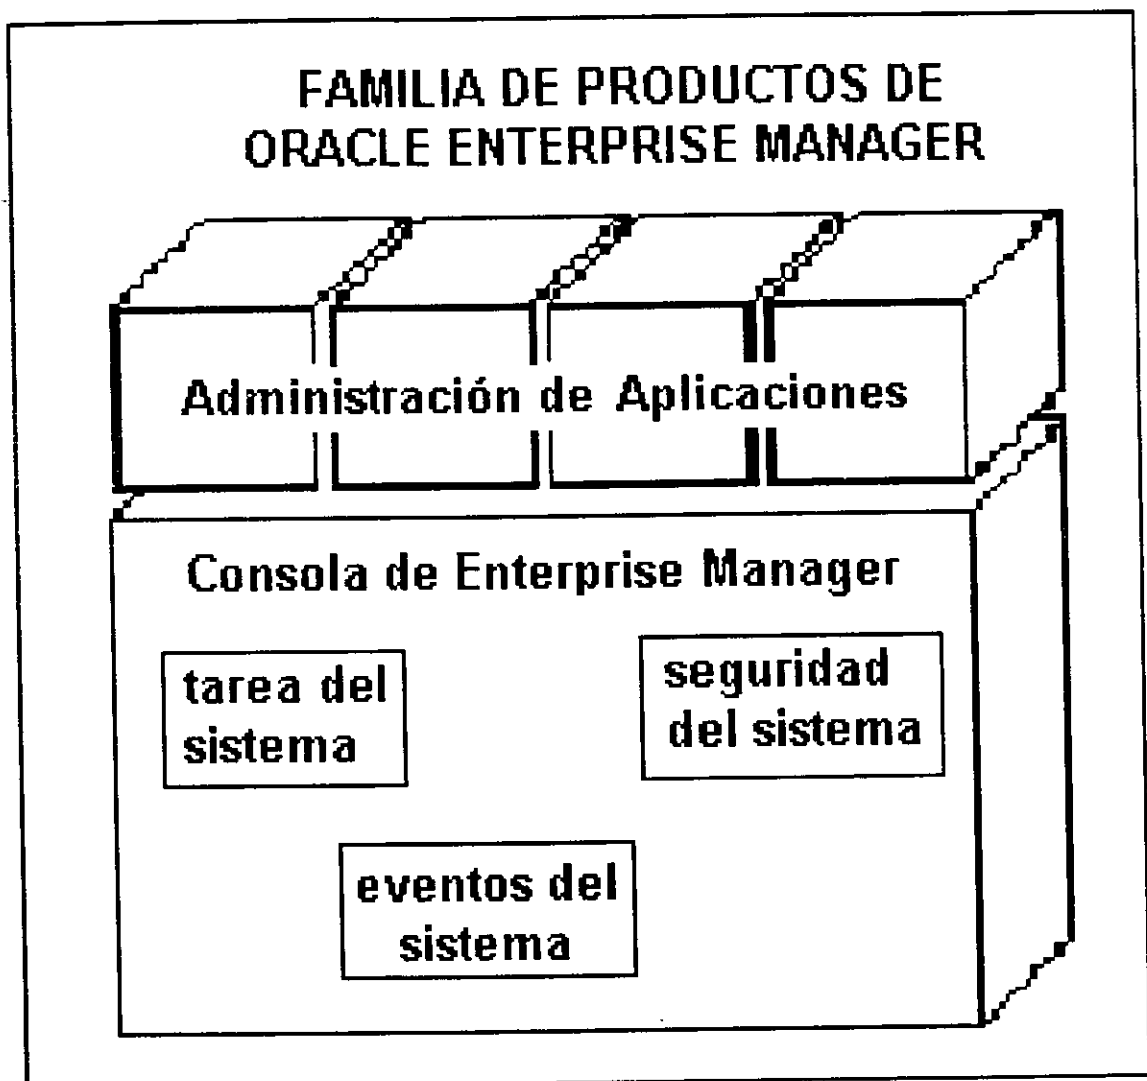 FAMILIA DE PRODUCTOS DE
ORACLE ENTERPRISE MANAGER
Administración de Aplicaciones
Consola de Enterprise Manager
tarea del
sistema
seguridad
del sistema
eventos del
sistema